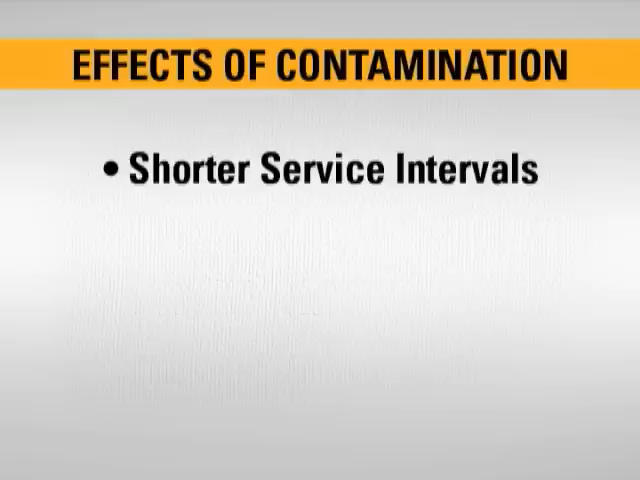 EFFECTS OF CONTAMINATION
• Shorter Service Intervals